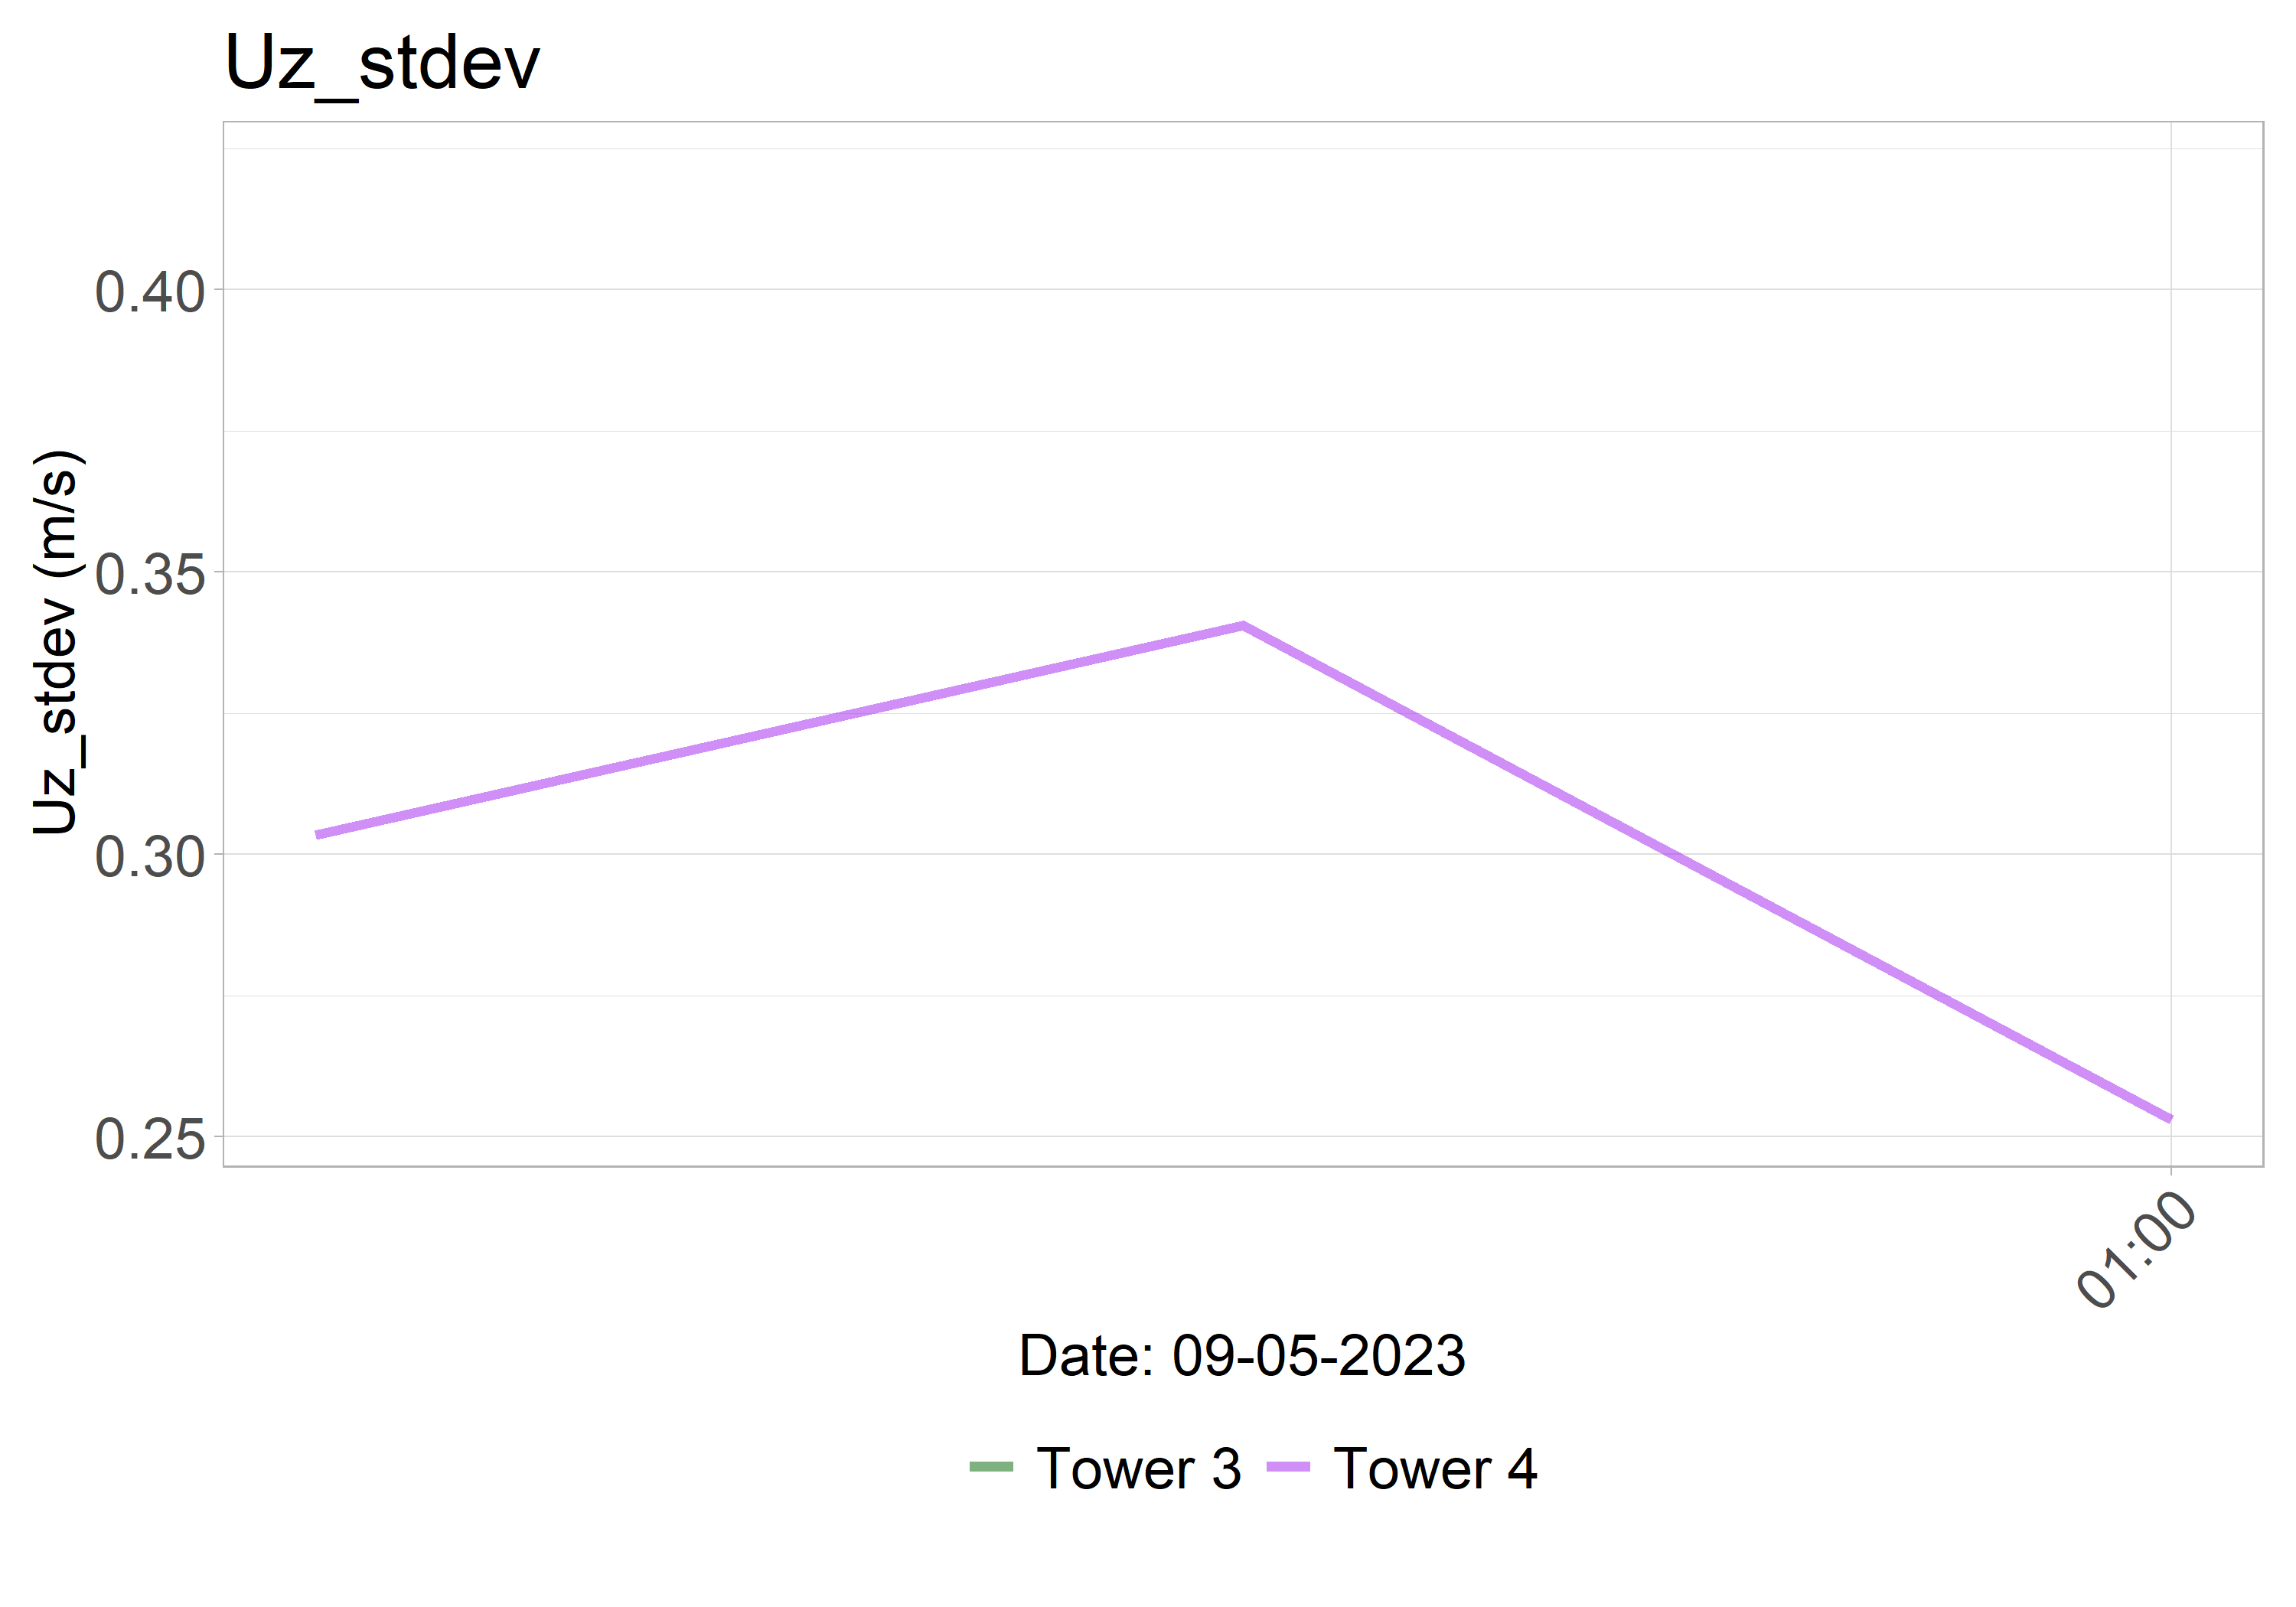 Uz_stdev
Uz_stdev (m/s)
0.40
0.35
0.30
0.25
01:00
Date: 09-05-2023
Tower 3 Tower 4